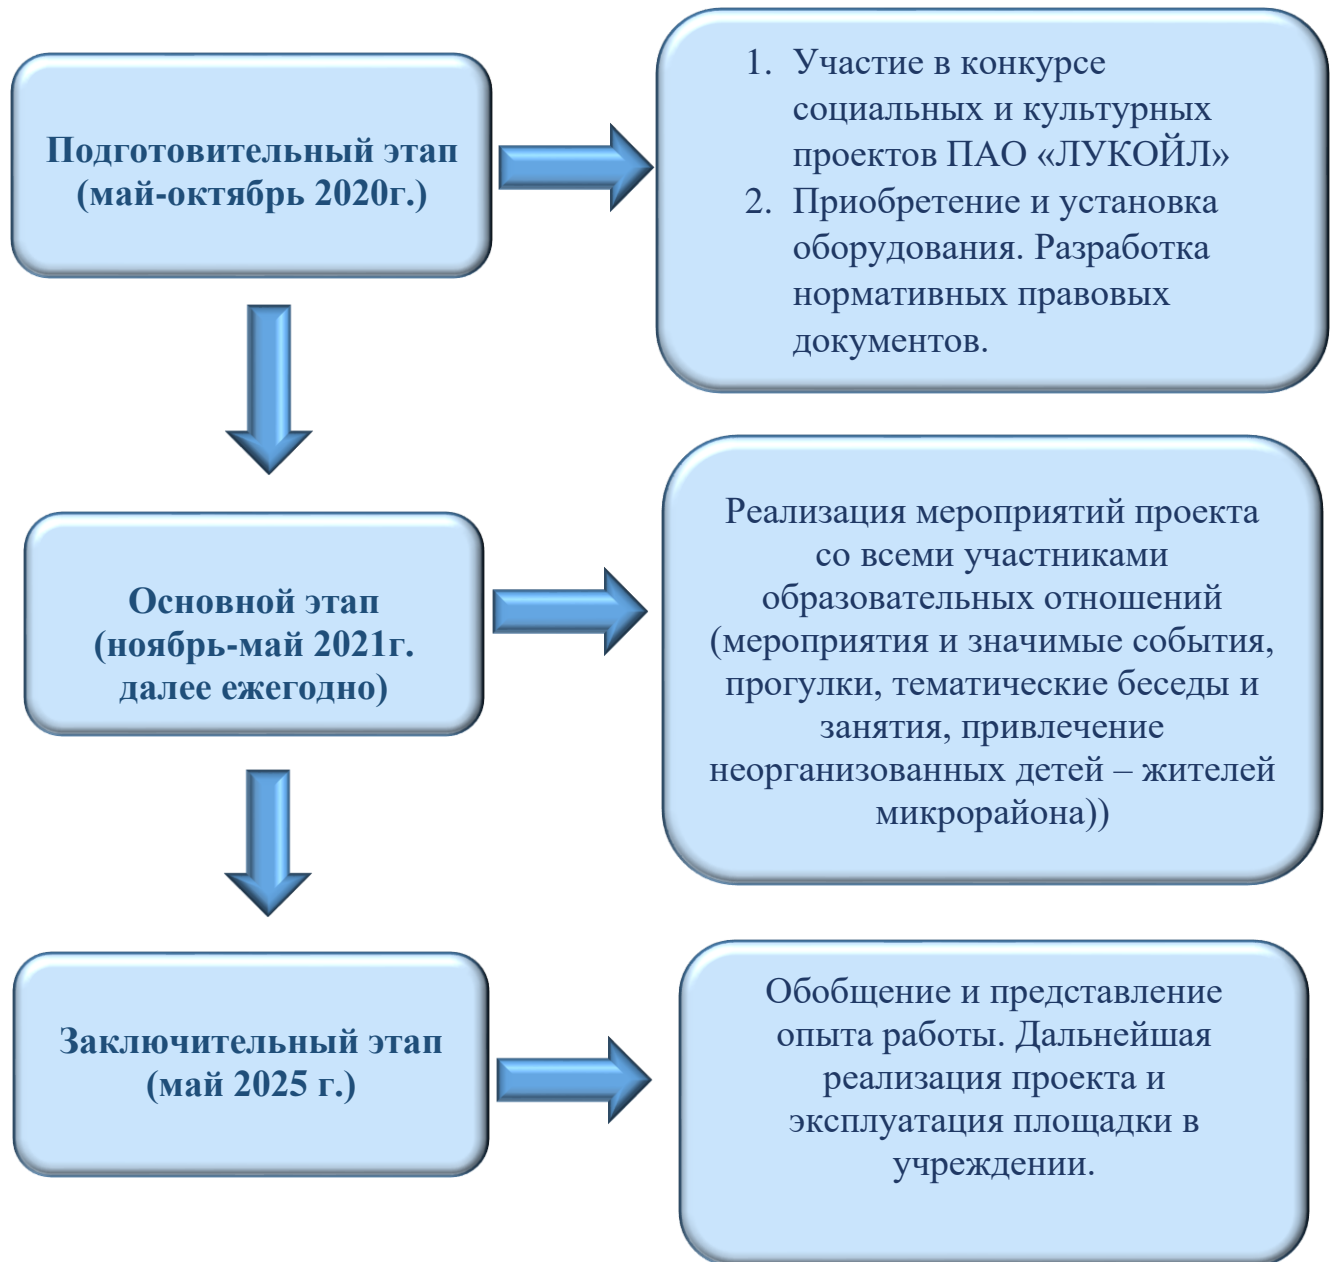 Подготовительный этап
(май-октябрь 2020г.)
1. Участие в конкурсе
социальных и культурных
проектов ПАО «ЛУКОЙЛ»
2. Приобретение и установка
оборудования. Разработка
нормативных правовых
документов.
Основной этап
(ноябрь-май 2021г.
далее ежегодно)
Реализация мероприятий проекта
со всеми участниками
образовательных отношений
(мероприятия и значимые события,
прогулки, тематические беседы и
занятия, привлечение
неорганизованных детей – жителей
микрорайона))
Заключительный этап
(май 2025 г.)
Обобщение и представление
опыта работы. Дальнейшая
реализация проекта и
эксплуатация площадки в
учреждении.